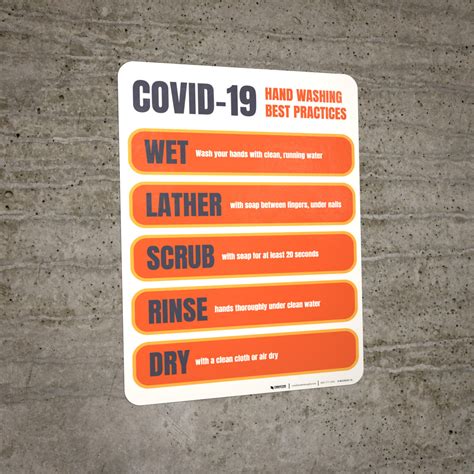 COVID-19 HAND WASHING
BEST PRACTICES
WET Wash your hands with clean, running water
LATHER with soap between fingers, under nails
SCRUB with soap for at least 20 seconds
RINSE hands thoroughly under clean water
DRY with a clean cloth or air dry